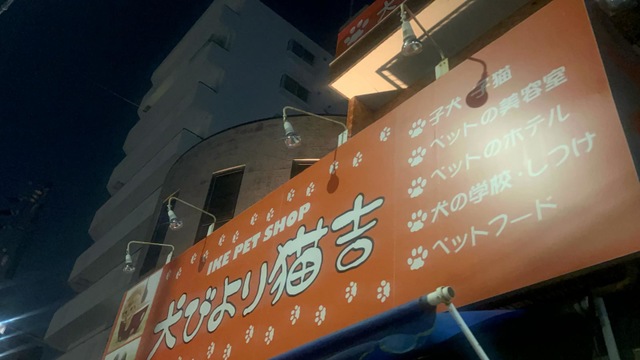 IKE PET SHOP
犬びより猫吉
子犬 子猫
ペットの美容室
ペットのホテル
犬の学校・しつけ
ペットフード